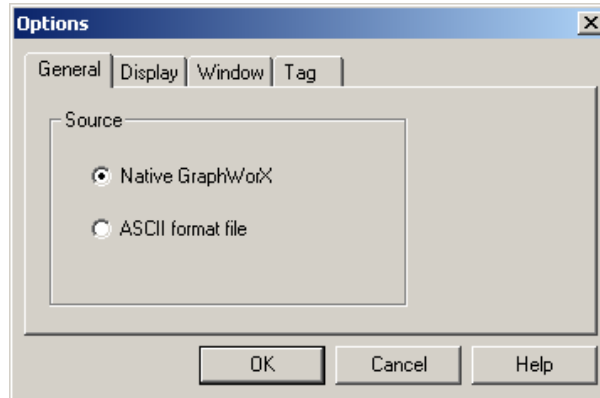 Options
General Display Window Tag
Source
Native GraphWorX
ASCII format file
OK Cancel Help